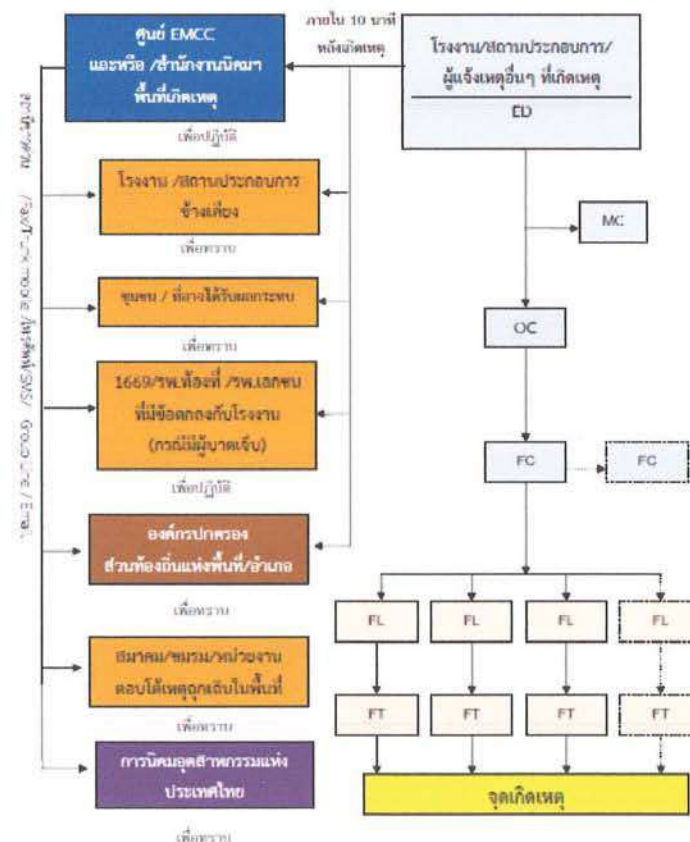 ศูนย์ EMCC
และหรือ /สำนักงานนิคมฯ
พื้นที่เกิดเหตุ
เพื่อปฏิบัติ
ภายใน 10 นาที
หลังเกิดเหตุ
โรงงาน/สถานประกอบการ/
ผู้แจ้งเหตุอื่นๆ ที่เกิดเหตุ
ED
โรงงาน /สถานประกอบการ
ข้างเคียง
เพื่อทราบ
MC
ชุมชน / ที่อาจได้รับผลกระทบ
เพื่อทราบ
OC
1669/รพ.ท้องที่ /รพ.เอกชน
ที่มีข้อตกลงกับโรงงาน
(กรณีมีผู้บาดเจ็บ)
เพื่อปฏิบัติ
FC
FC
องค์กรปกครอง
ส่วนท้องถิ่นแห่งพื้นที่/อำเภอ
เพื่อทราบ
FL
FL
FL
FL
สมาคม/ชมรม/หน่วยงาน
ตอบโต้เหตุฉุกเฉินในพื้นที่
เพื่อทราบ
FT
FT
FT
FT
การนิคมอุตสาหกรรมแห่ง
ประเทศไทย
เพื่อทราบ
จุดเกิดเหตุ
/Fax/Trunk mobile /โทรศัพท์/SMS/ Group Line / Email